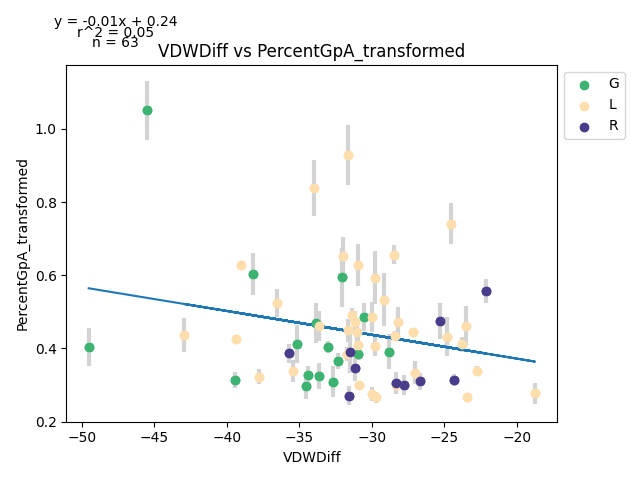 y = -0.01x + 0.24
r^2 = 0.05
n = 63
VDWDiff vs PercentGpA_transformed
G
L
R
PercentGpA_transformed
1.0
0.8
0.6
0.4
0.2
−50 −45 −40 −35 −30 −25 −20
VDWDiff